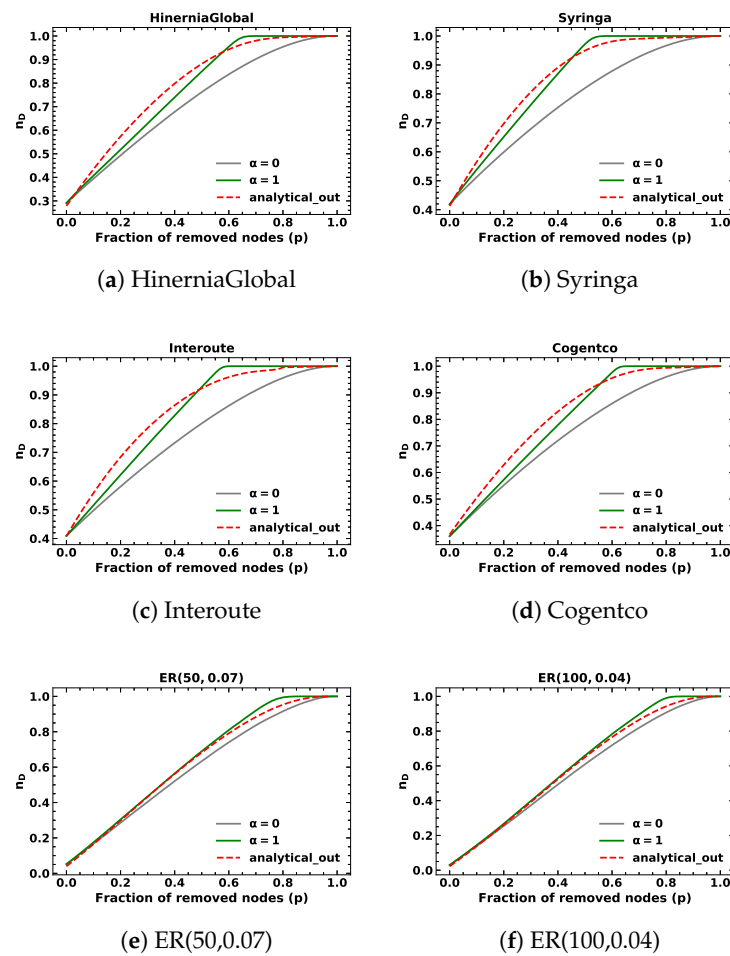 HinerniaGlobal
1.0
0.9
0.8
0.7
0.6
0.5
0.4
0.3
n_D
α = 0
α = 1
analytical_out
0.0 0.2 0.4 0.6 0.8 1.0
Fraction of removed nodes (p)
(a) HinerniaGlobal
Syringa
1.0
0.9
0.8
0.7
0.6
0.5
0.4
n_D
α = 0
α = 1
analytical_out
0.0 0.2 0.4 0.6 0.8 1.0
Fraction of removed nodes (p)
(b) Syringa
Interoute
1.0
0.9
0.8
0.7
0.6
0.5
0.4
n_D
α = 0
α = 1
analytical_out
0.0 0.2 0.4 0.6 0.8 1.0
Fraction of removed nodes (p)
(c) Interoute
Cogentco
1.0
0.9
0.8
0.7
0.6
0.5
0.4
n_D
α = 0
α = 1
analytical_out
0.0 0.2 0.4 0.6 0.8 1.0
Fraction of removed nodes (p)
(d) Cogentco
ER(50, 0.07)
1.0
0.8
0.6
0.4
0.2
0.0
n_D
α = 0
α = 1
analytical_out
0.0 0.2 0.4 0.6 0.8 1.0
Fraction of removed nodes (p)
(e) ER(50,0.07)
ER(100, 0.04)
1.0
0.8
0.6
0.4
0.2
0.0
n_D
α = 0
α = 1
analytical_out
0.0 0.2 0.4 0.6 0.8 1.0
Fraction of removed nodes (p)
(f) ER(100,0.04)